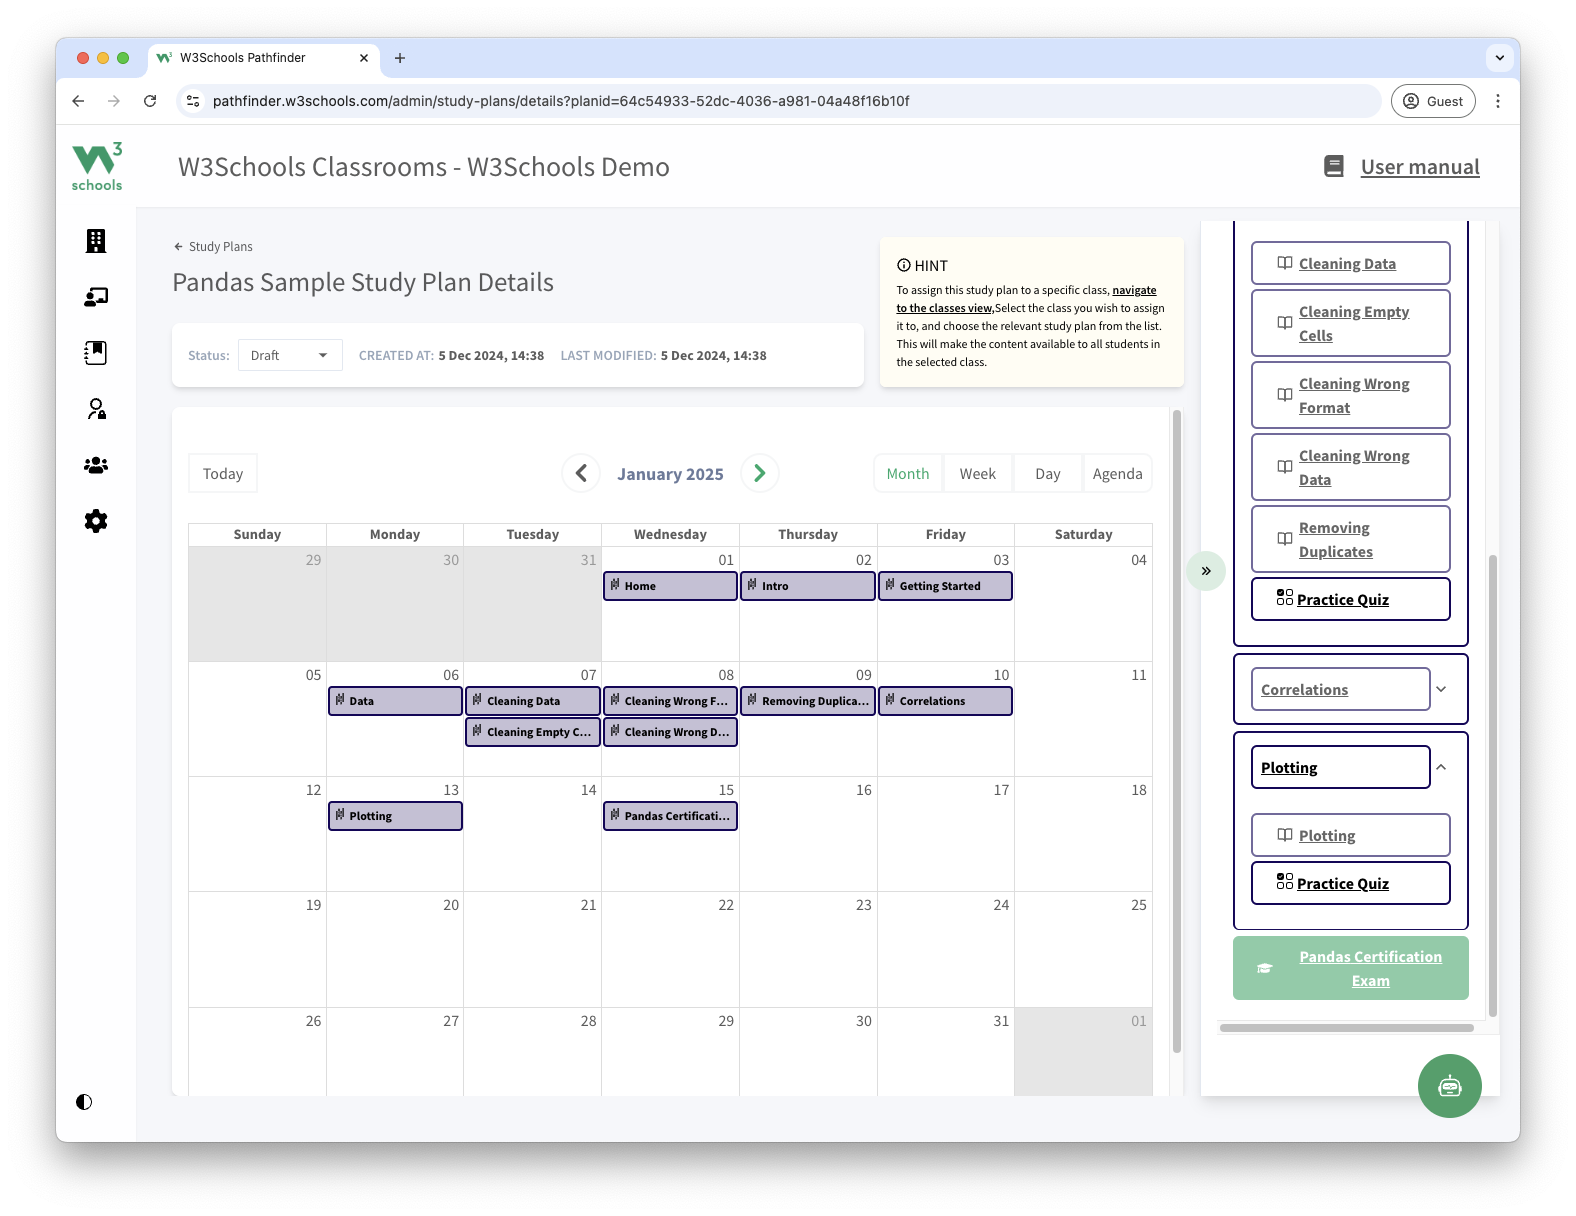 W3Schools Pathfinder
pathfinder.w3schools.com/admin/study-plans/details?planid=64c54933-52dc-4036-a981-04a48f16b10f
Guest
W3
schools
W3Schools Classrooms - W3Schools Demo
User manual
Study Plans
Pandas Sample Study Plan Details
Status:
Draft
CREATED AT: 5 Dec 2024, 14:38
LAST MODIFIED: 5 Dec 2024, 14:38
HINT
To assign this study plan to a specific class, navigate
to the classes view,Select the class you wish to assign
it to, and choose the relevant study plan from the list.
This will make the content available to all students in
the selected class.
Today
January 2025
Month
Week
Day
Agenda
Sunday
Monday
Tuesday
Wednesday
Thursday
Friday
Saturday
29
30
31
01
02
03
04
Home
Intro
Getting Started
05
06
07
08
09
10
11
Data
Cleaning Data
Cleaning Wrong F...
Removing Duplica...
Correlations
Cleaning Empty C...
Cleaning Wrong D...
12
13
14
15
16
17
18
Plotting
Pandas Certificati...
19
20
21
22
23
24
25
26
27
28
29
30
31
01
Cleaning Data
Cleaning Empty
Cells
Cleaning Wrong
Format
Cleaning Wrong
Data
Removing
Duplicates
Practice Quiz
Correlations
Plotting
Plotting
Practice Quiz
Pandas Certification
Exam